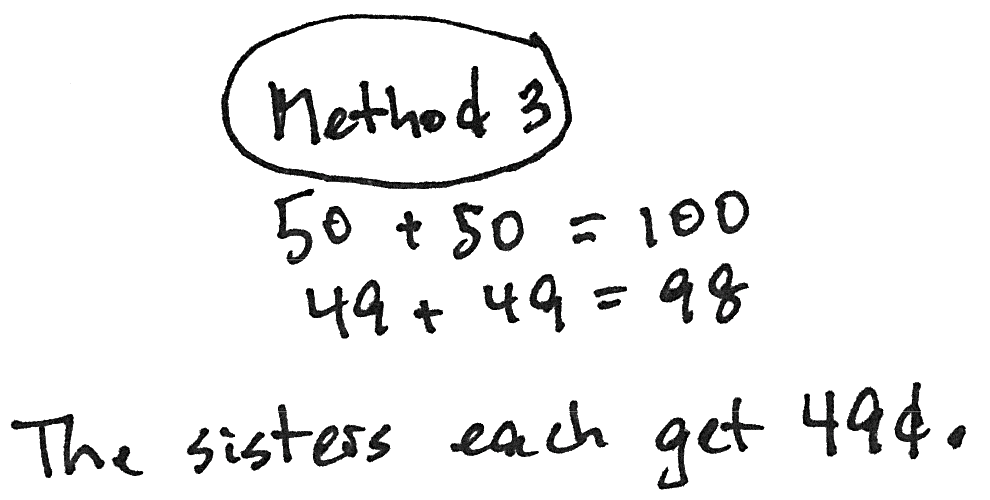 Method 3
50 + 50 = 100
49 + 49 = 98
The sisters each get 49¢.